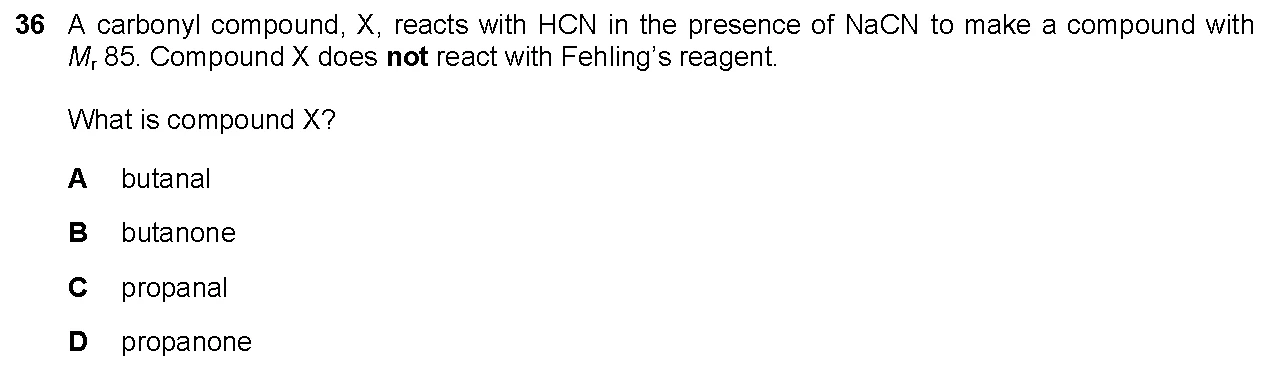 36 A carbonyl compound, X, reacts with HCN in the presence of NaCN to make a compound with
Mr 85. Compound X does not react with Fehling's reagent.
What is compound X?
A butanal
B butanone
C propanal
D propanone